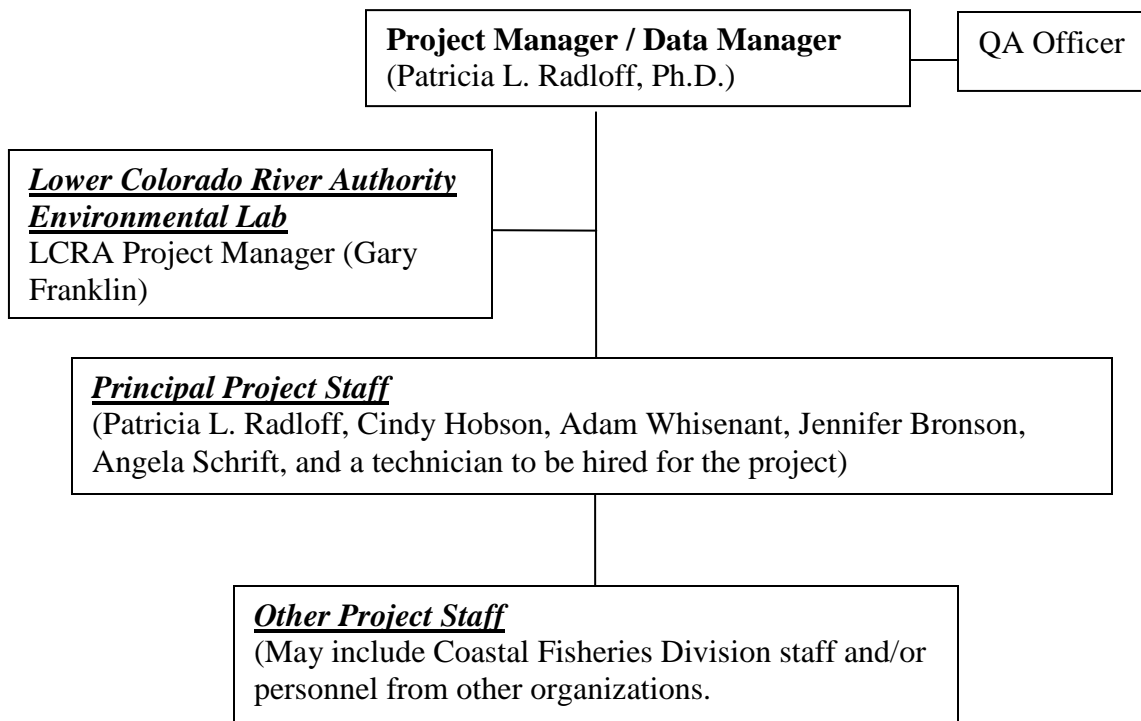 Project Manager / Data Manager
(Patricia L. Radloff, Ph.D.)
QA Officer
Lower Colorado River Authority
Environmental Lab
LCRA Project Manager (Gary
Franklin)
Principal Project Staff
(Patricia L. Radloff, Cindy Hobson, Adam Whisenant, Jennifer Bronson,
Angela Schrift, and a technician to be hired for the project)
Other Project Staff
(May include Coastal Fisheries Division staff and/or
personnel from other organizations.